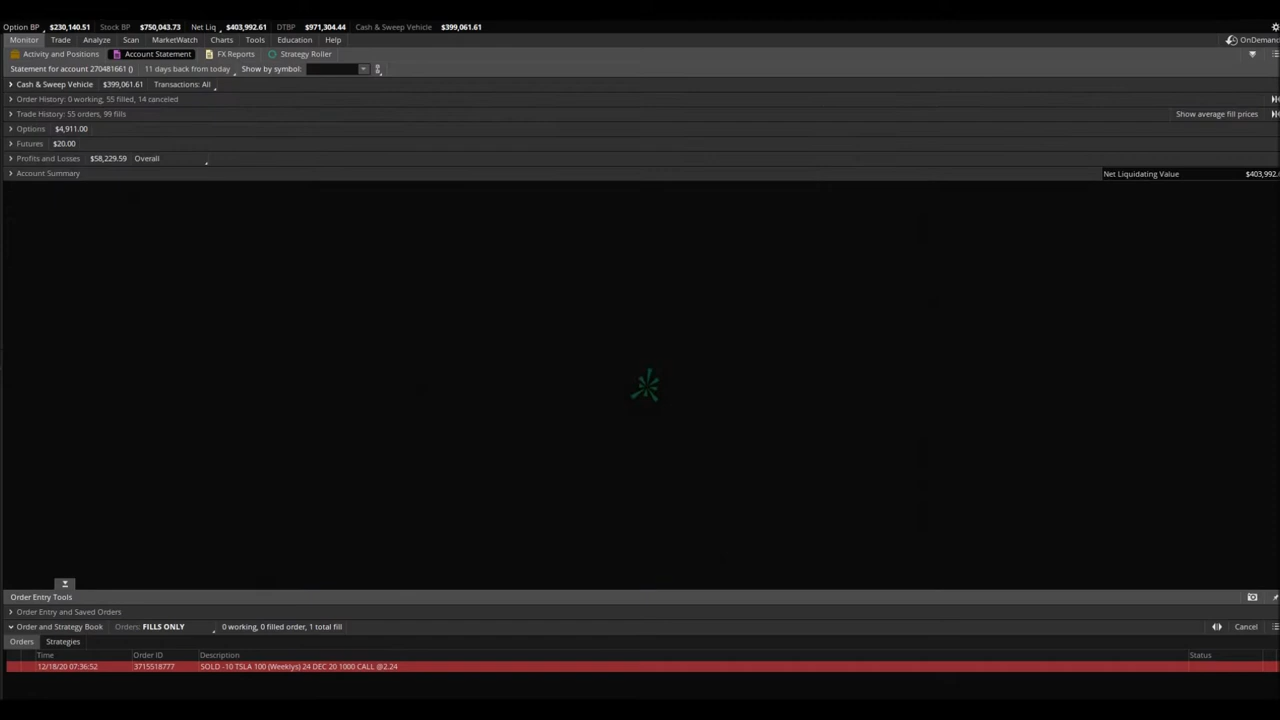 Option BP $230,140.51 Stock BP $750,043.73 Net Liq $403,992.61 DTBP $971,304.44 Cash & Sweep Vehicle $399,061.61
Monitor Trade Analyze Scan MarketWatch Charts Tools Education Help OnDemand
Activity and Positions Account Statement FX Reports Strategy Roller
Statement for account 270481661 () 11 days back from today Show by symbol:
Cash & Sweep Vehicle $399,061.61 Transactions: All
Order History: 0 working, 55 filled, 14 canceled
Trade History: 55 orders, 99 fills Show average fill prices
Options $4,911.00
Futures $20.00
Profits and Losses $58,229.59 Overall
Account Summary Net Liquidating Value $403,992.
Order Entry Tools
Order Entry and Saved Orders
Order and Strategy Book Orders: FILLS ONLY 0 working, 0 filled order, 1 total fill Cancel
Orders Strategies
Time Order ID Description Status
12/18/20 07:36:52 3715518777 SOLD -10 TSLA 100 (Weeklys) 24 DEC 20 1000 CALL @2.24